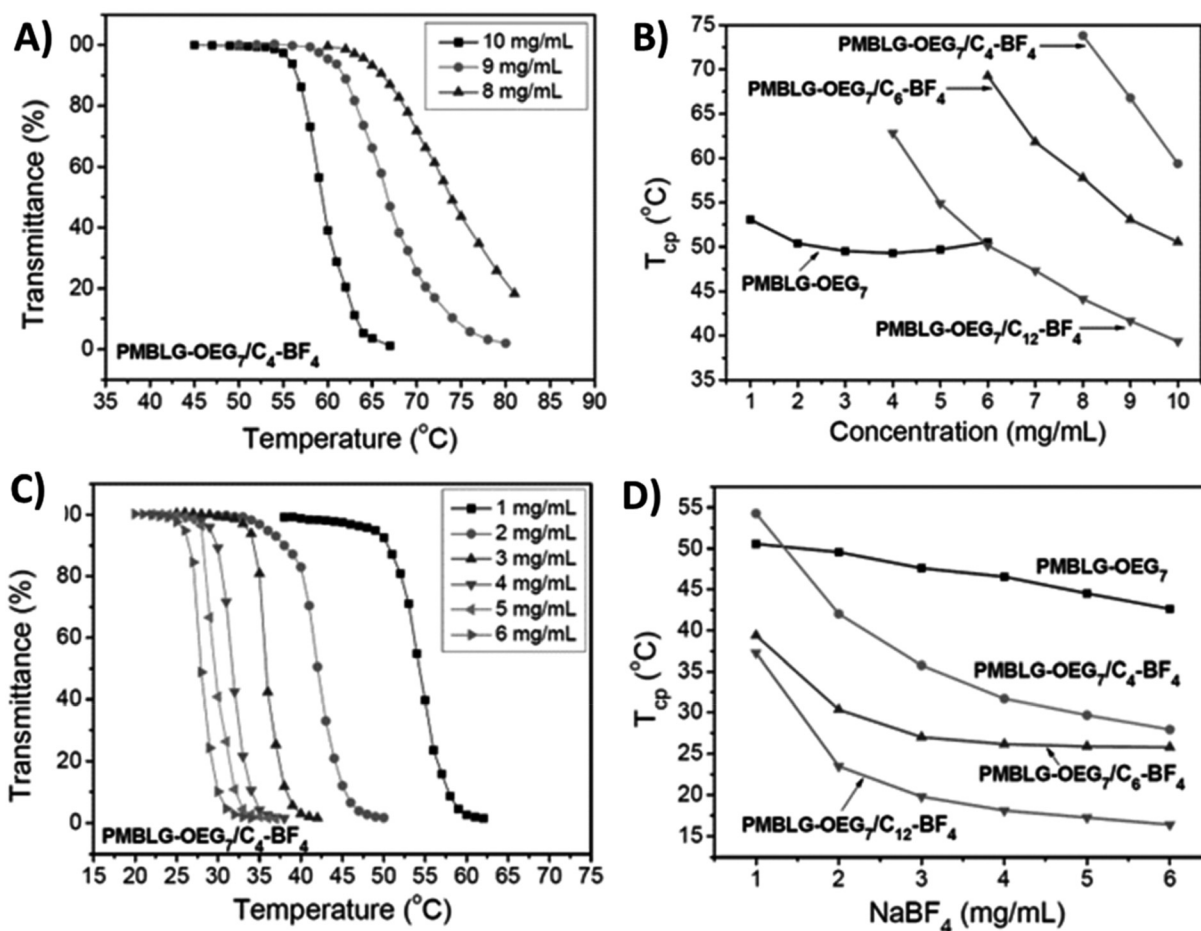 A)
Transmittance (%)
00
80
60
40
20
0
10 mg/mL
9 mg/mL
8 mg/mL
PMBLG-OEG7/C4-BF4
35 40 45 50 55 60 65 70 75 80 85 90
Temperature (°C)
B)
Tcp (°C)
75
70
65
60
55
50
45
40
35
PMBLG-OEG7/C4-BF4
PMBLG-OEG7/C6-BF4
PMBLG-OEG7
PMBLG-OEG7/C12-BF4
1 2 3 4 5 6 7 8 9 10
Concentration (mg/mL)
C)
Transmittance (%)
00
80
60
40
20
0
1 mg/mL
2 mg/mL
3 mg/mL
4 mg/mL
5 mg/mL
6 mg/mL
PMBLG-OEG7/C4-BF4
15 20 25 30 35 40 45 50 55 60 65 70 75
Temperature (°C)
D)
Tcp (°C)
55
50
45
40
35
30
25
20
15
PMBLG-OEG7
PMBLG-OEG7/C4-BF4
PMBLG-OEG7/C6-BF4
PMBLG-OEG7/C12-BF4
1 2 3 4 5 6
NaBF4 (mg/mL)